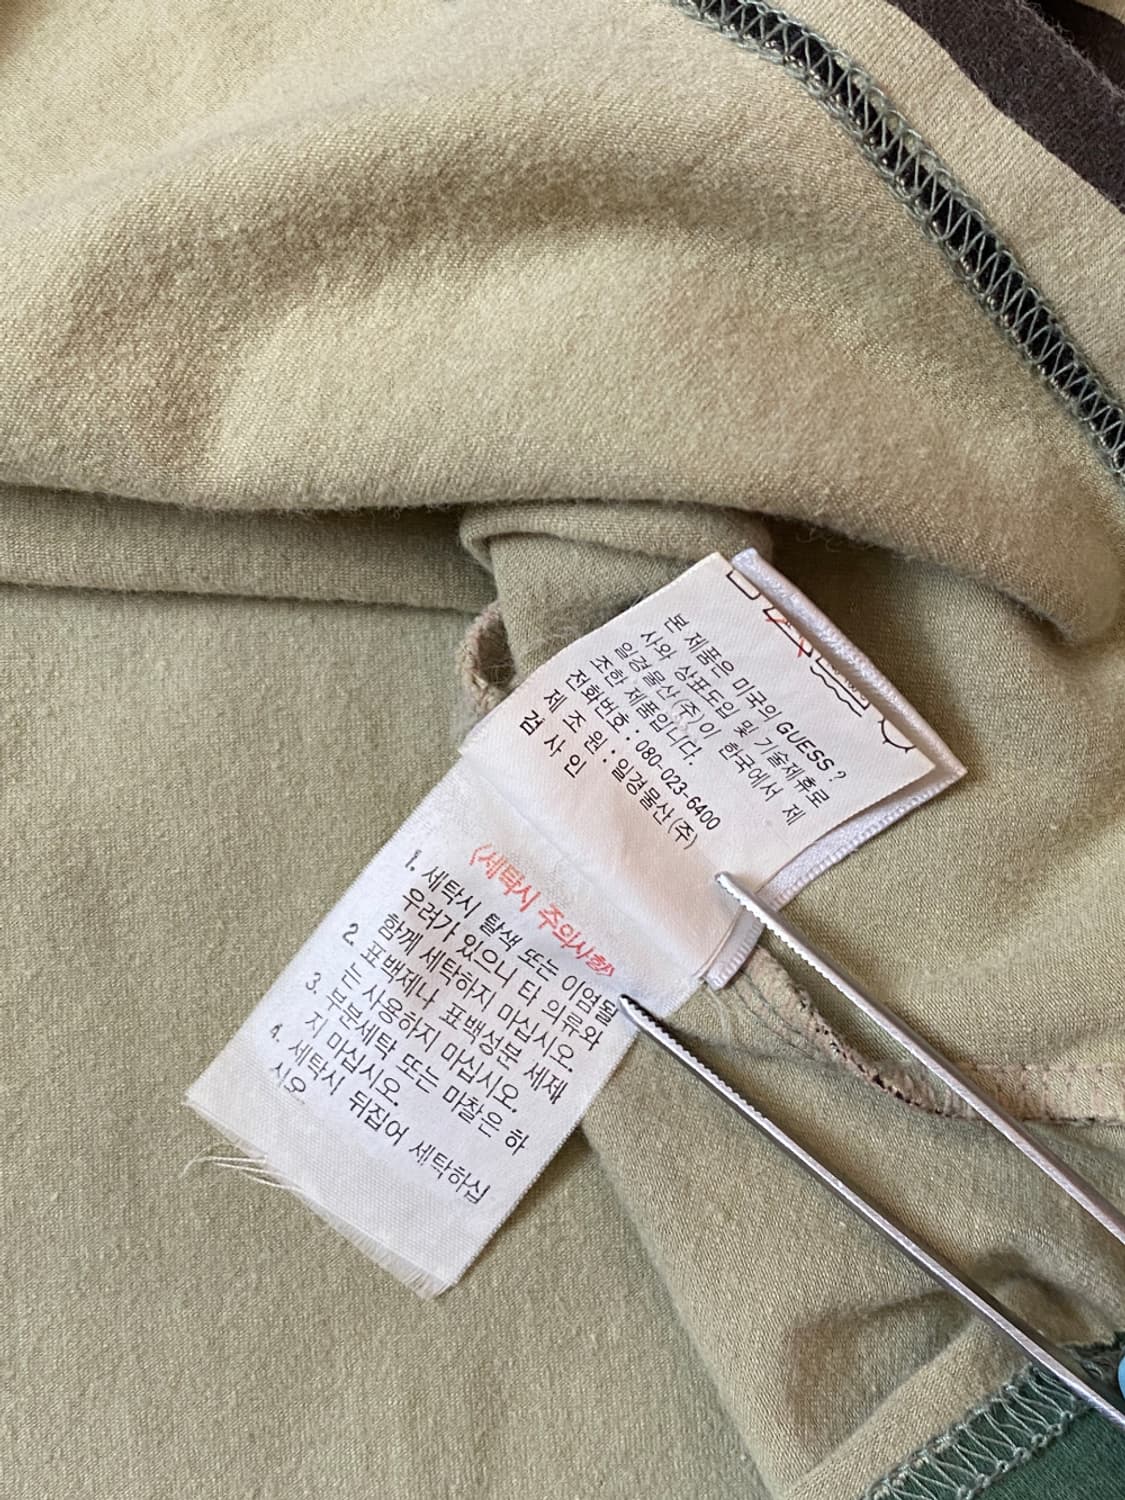 본 제품은 미국의 GUESS ?
사와 상표도입 및 기술제휴로
일경물산(주)이 한국에서 제
조한 제품입니다.
전화번호 : 080-023-6400
제 조 원 : 일경물산(주)
검 사 인
(세탁시 주의사항)
1. 세탁시 탈색 또는 이염될
우려가 있으니 타 의류와
함께 세탁하지 마십시오.
2. 표백제나 표백성분 세제
는 사용하지 마십시오.
3. 부분세탁 또는 마찰은 하
지 마십시오.
4. 세탁시 뒤집어 세탁하십
시오